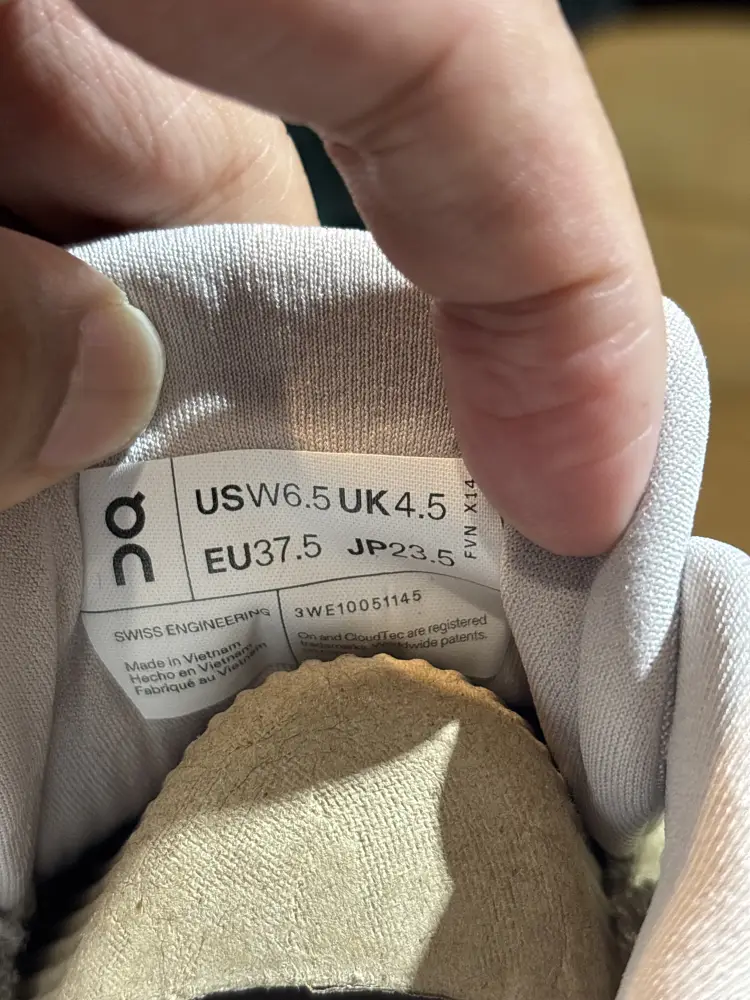 USW6.5 UK4.5
EU37.5 JP23.5
FVN X14
SWISS ENGINEERING
Made in Vietnam
Hecho en Vietnam
Fabriqué au Vietnam
3WE10051145
On and CloudTec are registered
trademarks. Worldwide patents.